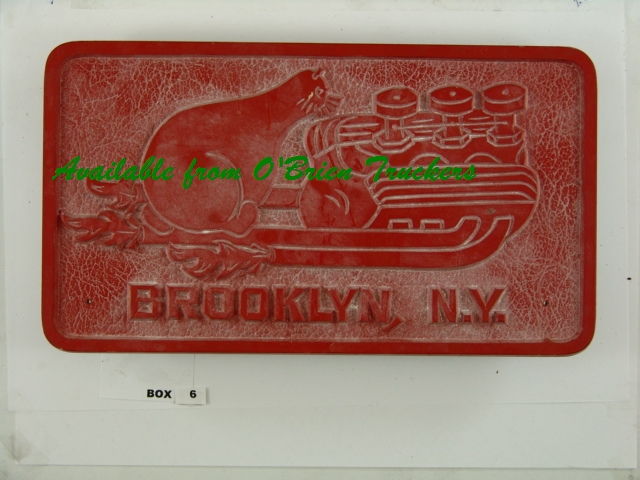 Available from O'Brien Truckers
BROOKLYN, N.Y.
BOX 6